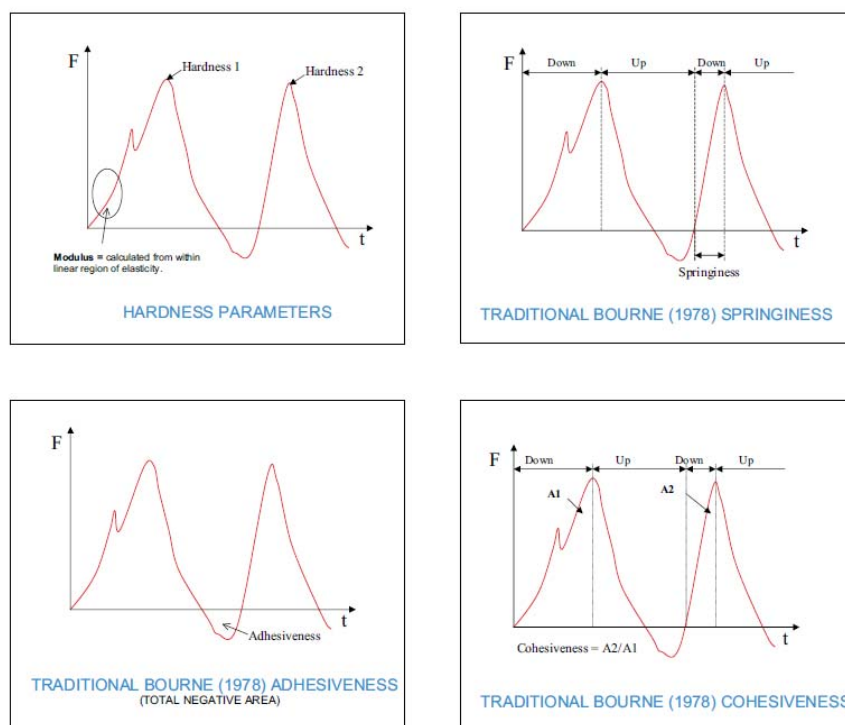 F
Hardness 1
Hardness 2
t
Modulus = calculated from within
linear region of elasticity.
HARDNESS PARAMETERS
F
Down
Up
Down
Up
t
Springiness
TRADITIONAL BOURNE (1978) SPRINGINESS
F
t
Adhesiveness
TRADITIONAL BOURNE (1978) ADHESIVENESS
(TOTAL NEGATIVE AREA)
F
Down
Up
Down
Up
A1
A2
t
Cohesiveness = A2/A1
TRADITIONAL BOURNE (1978) COHESIVENESS